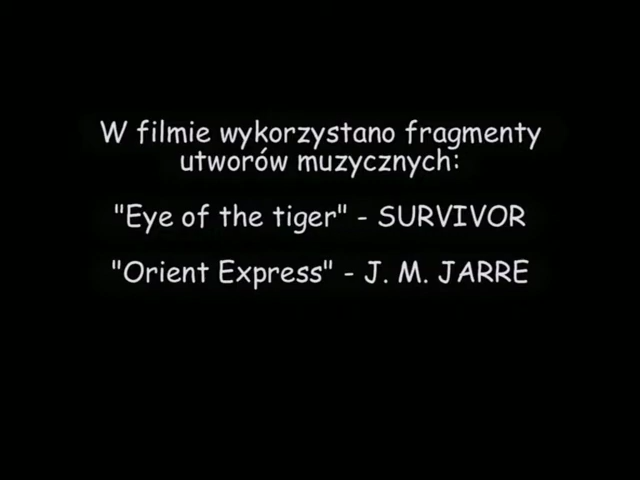 W filmie wykorzystano fragmenty
utworów muzycznych:
"Eye of the tiger" - SURVIVOR
"Orient Express" - J. M. JARRE